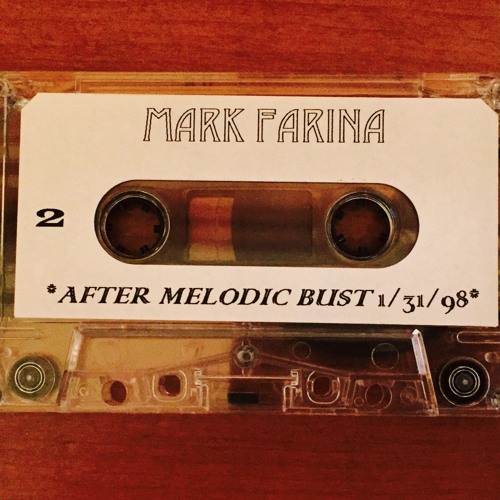 MARK FARINA
2
*AFTER MELODIC BUST 1/31/98*